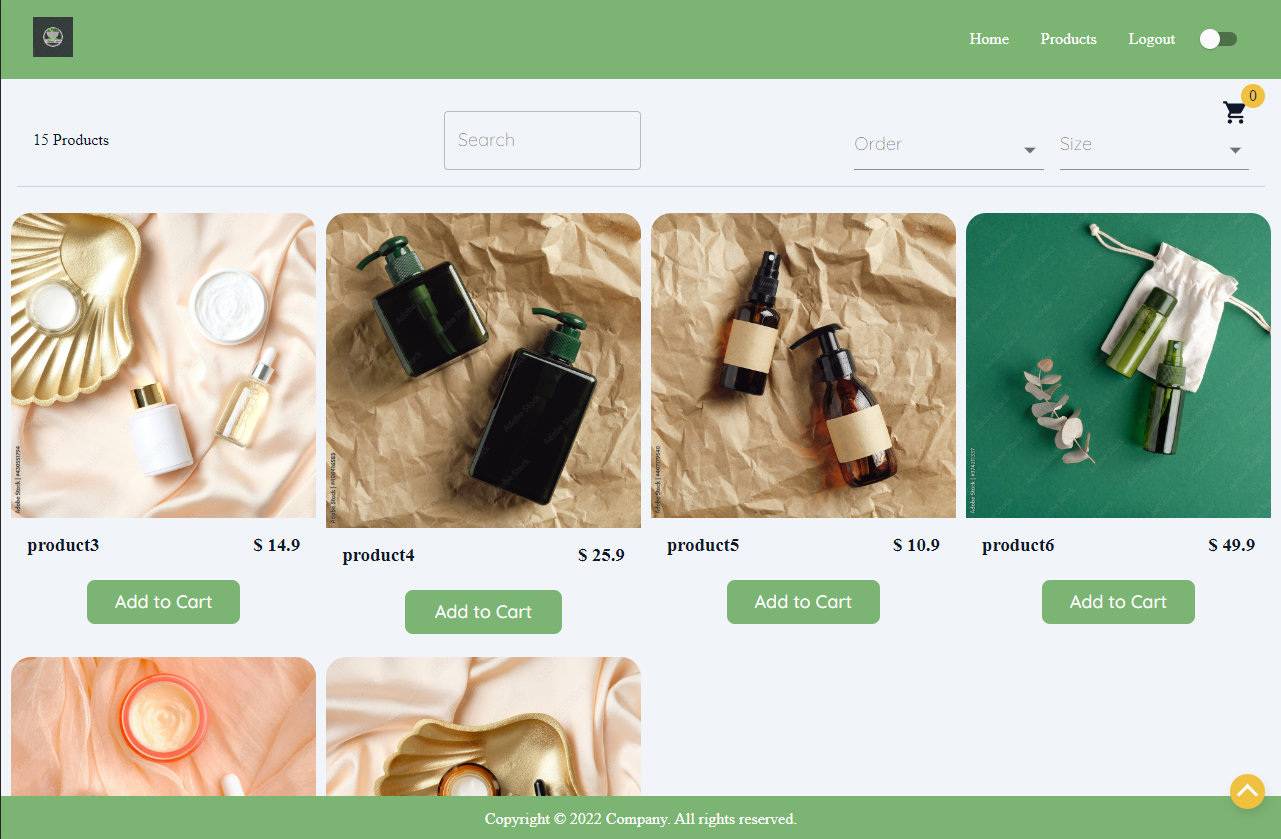 Home Products Logout
0
15 Products
Search
Order
Size
product3 $ 14.9
product4 $ 25.9
product5 $ 10.9
product6 $ 49.9
Add to Cart
Add to Cart
Add to Cart
Add to Cart
Copyright © 2022 Company. All rights reserved.